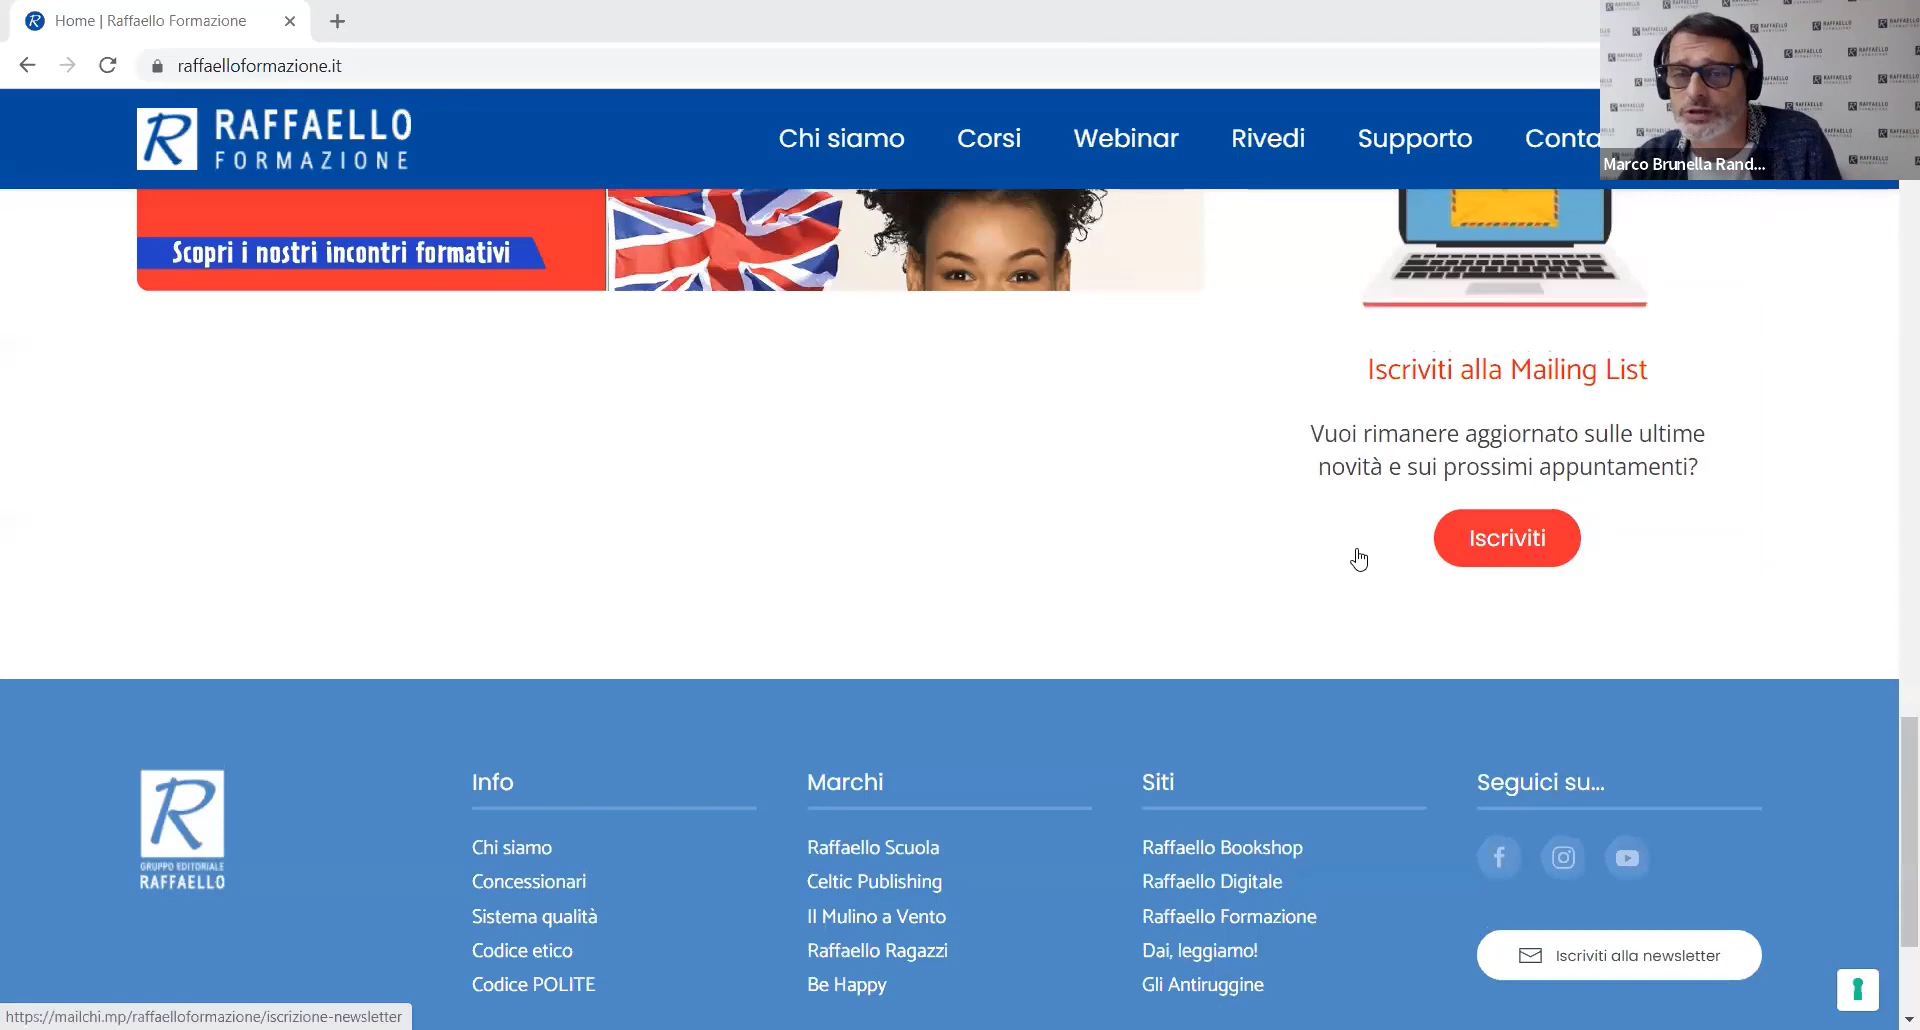 Home | Raffaello Formazione
raffaelloformazione.it
RAFFAELLO
FORMAZIONE
Chi siamo
Corsi
Webinar
Rivedi
Supporto
Conta
Marco Brunella Rand...
Scopri i nostri incontri formativi
Iscriviti alla Mailing List
Vuoi rimanere aggiornato sulle ultime
novità e sui prossimi appuntamenti?
Iscriviti
GRUPPO EDITORIALE
RAFFAELLO
Info
Chi siamo
Concessionari
Sistema qualità
Codice etico
Codice POLITE
Marchi
Raffaello Scuola
Celtic Publishing
Il Mulino a Vento
Raffaello Ragazzi
Be Happy
Siti
Raffaello Bookshop
Raffaello Digitale
Raffaello Formazione
Dai, leggiamo!
Gli Antiruggine
Seguici su...
Iscriviti alla newsletter
https://mailchi.mp/raffaelloformazione/iscrizione-newsletter